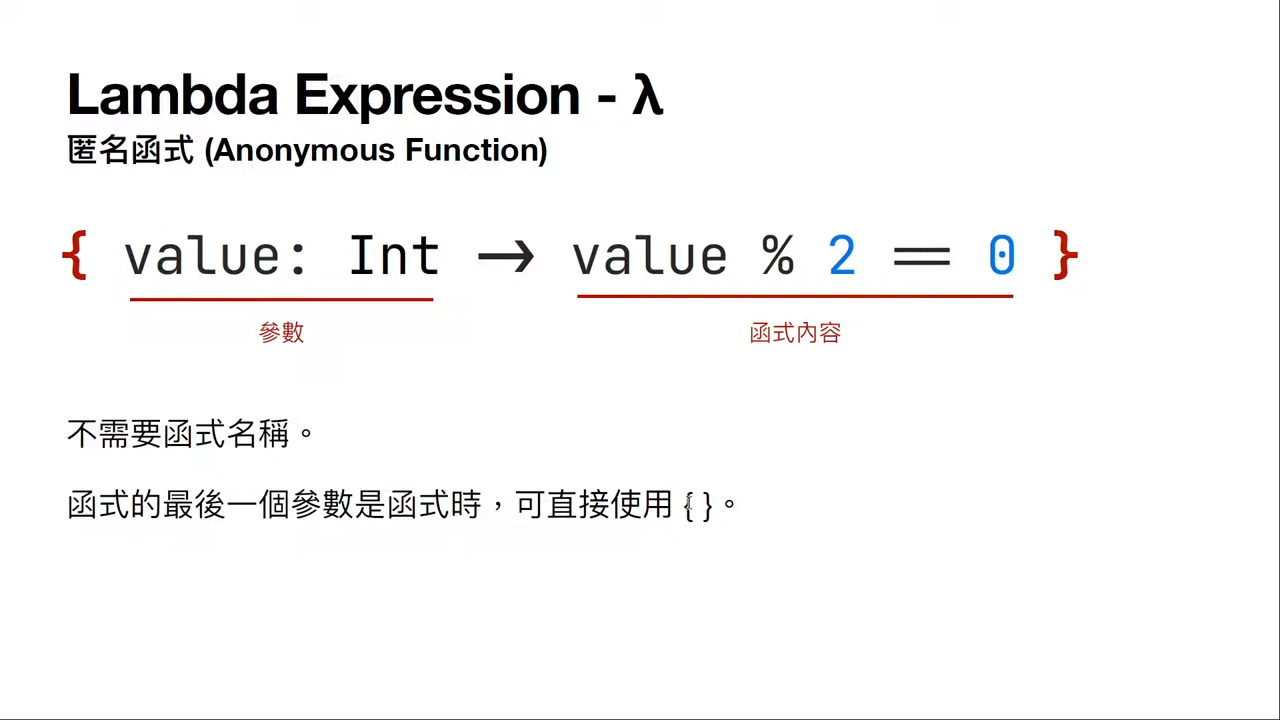 Lambda Expression - λ
匿名函式 (Anonymous Function)
{ value: Int → value % 2 == 0 }
參數
函式內容
不需要函式名稱。
函式的最後一個參數是函式時，可直接使用 { }。